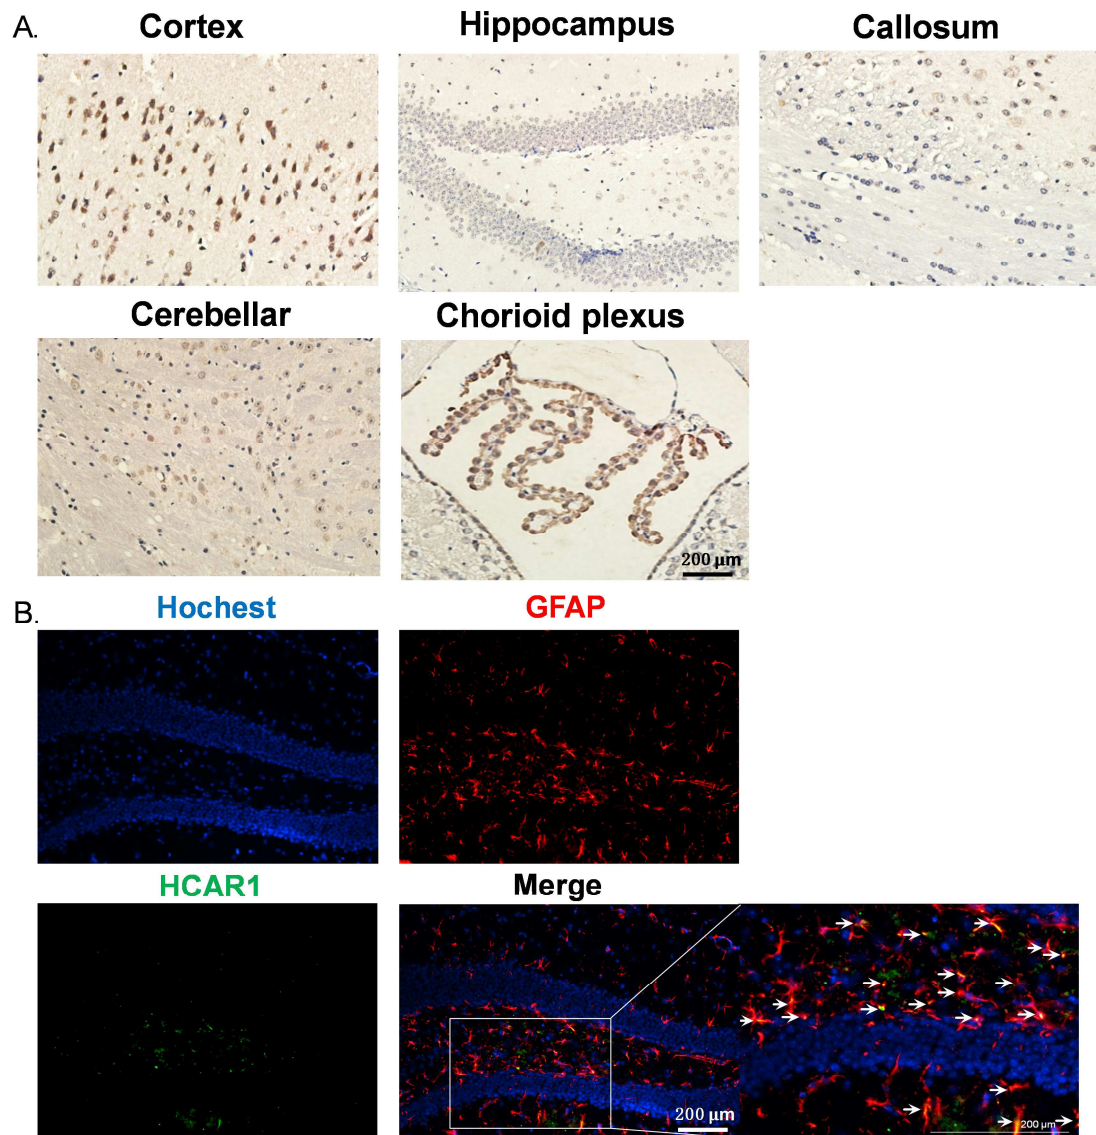 A.
Cortex
Hippocampus
Callosum
Cerebellar
Chorioid plexus
200 μm
B.
Hochest
GFAP
HCAR1
Merge
200 μm
200 μm